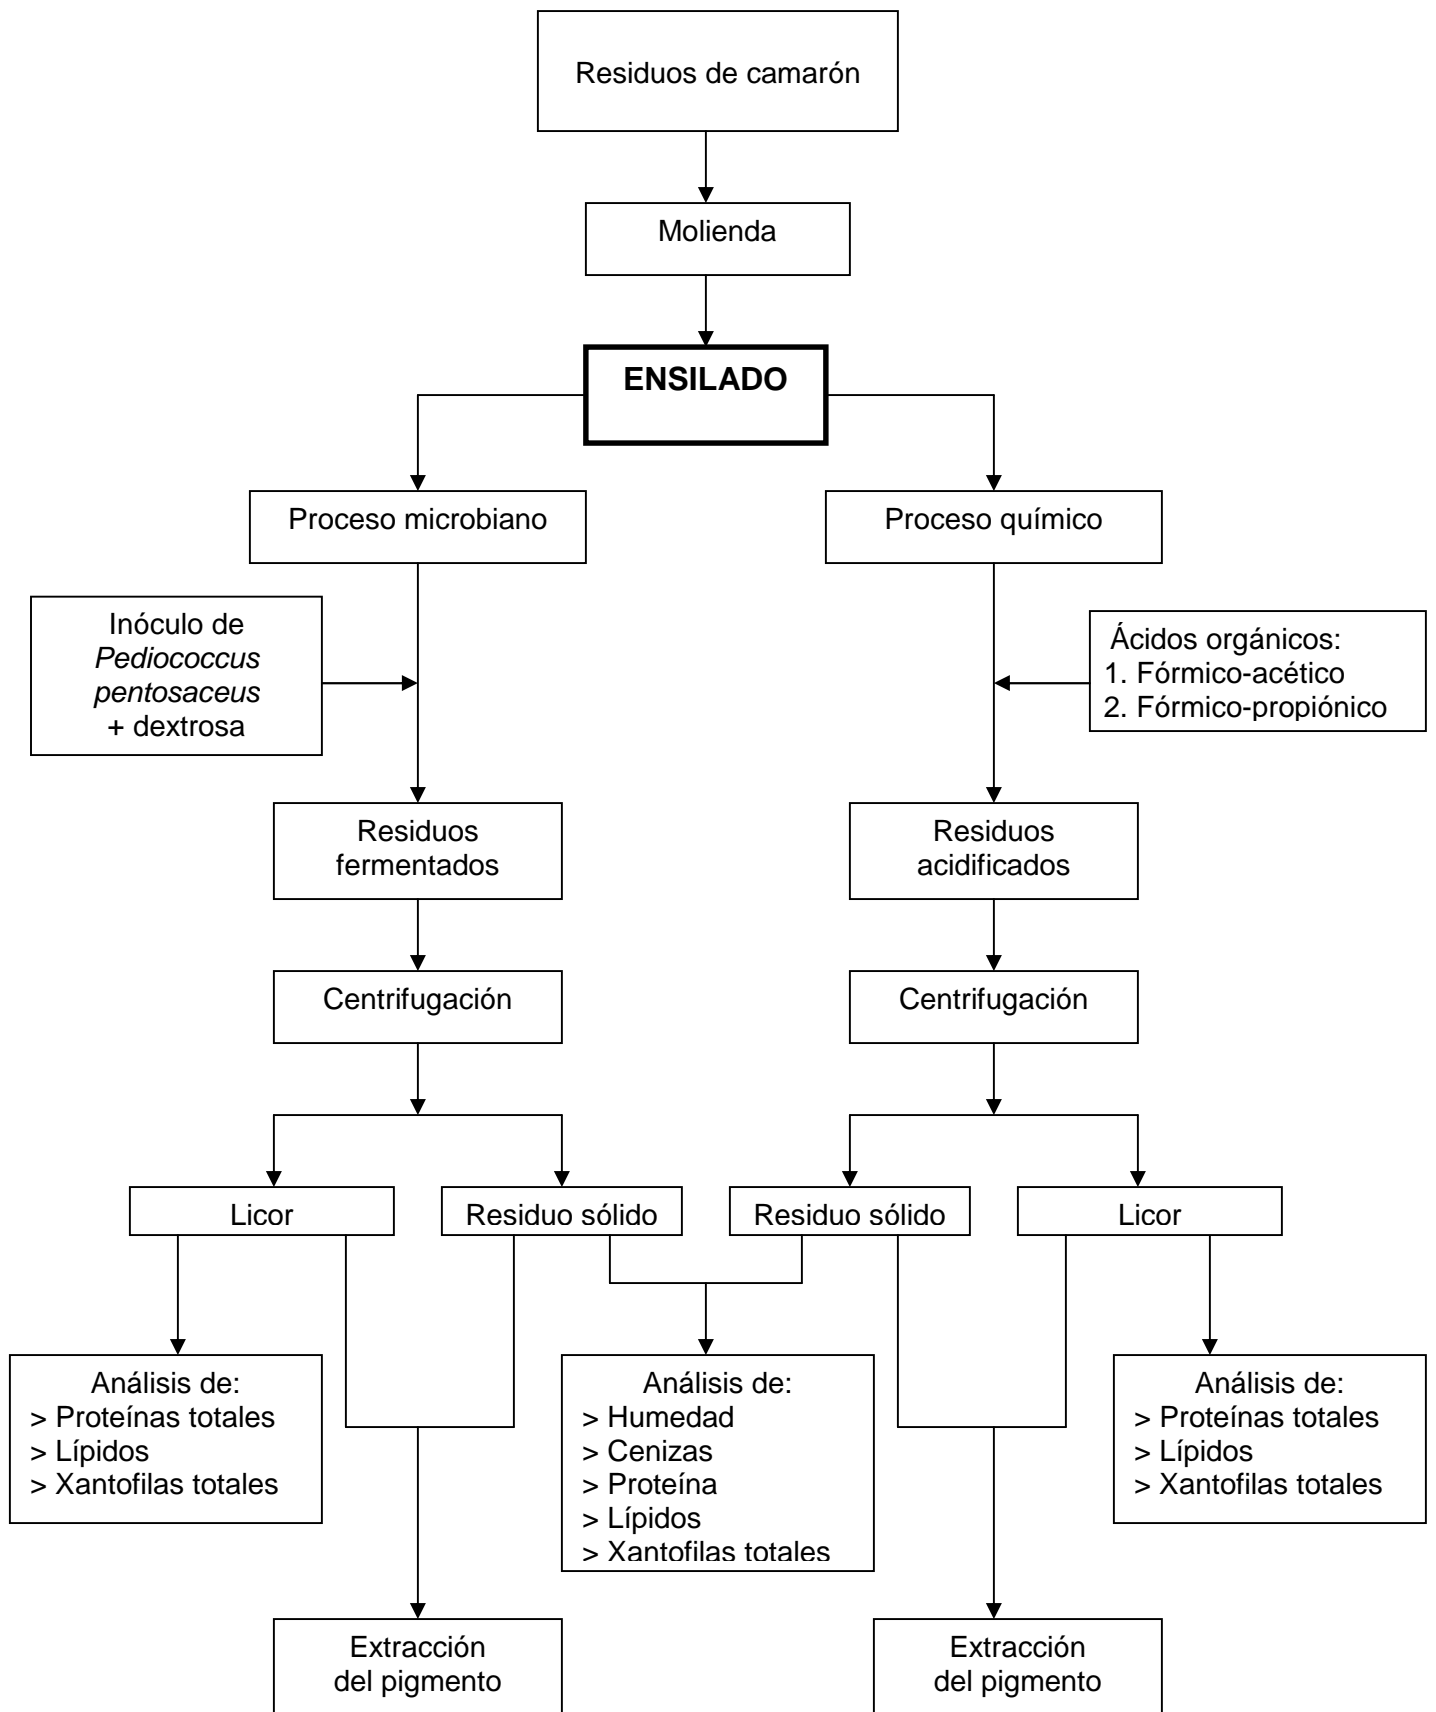 Residuos de camarón
Molienda
ENSILADO
Proceso microbiano
Proceso químico
Inóculo de
Pediococcus
pentosaceus
+ dextrosa
Ácidos orgánicos:
1. Fórmico-acético
2. Fórmico-propiónico
Residuos
fermentados
Residuos
acidificados
Centrifugación
Centrifugación
Licor
Residuo sólido
Residuo sólido
Licor
Análisis de:
> Proteínas totales
> Lípidos
> Xantofilas totales
Análisis de:
> Humedad
> Cenizas
> Proteína
> Lípidos
> Xantofilas totales
Análisis de:
> Proteínas totales
> Lípidos
> Xantofilas totales
Extracción
del pigmento
Extracción
del pigmento